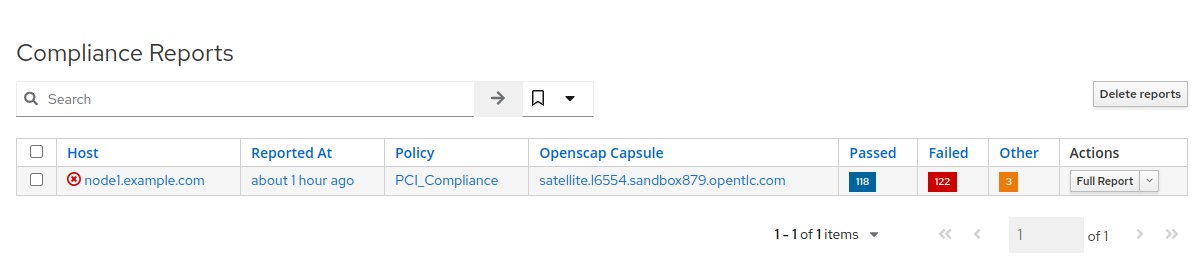 Compliance Reports
Search
Delete reports
Host Reported At Policy Openscap Capsule Passed Failed Other Actions
node1.example.com about 1 hour ago PCI_Compliance satellite.l6554.sandbox879.opentlc.com 118 122 3 Full Report
1 - 1 of 1 items 1 of 1